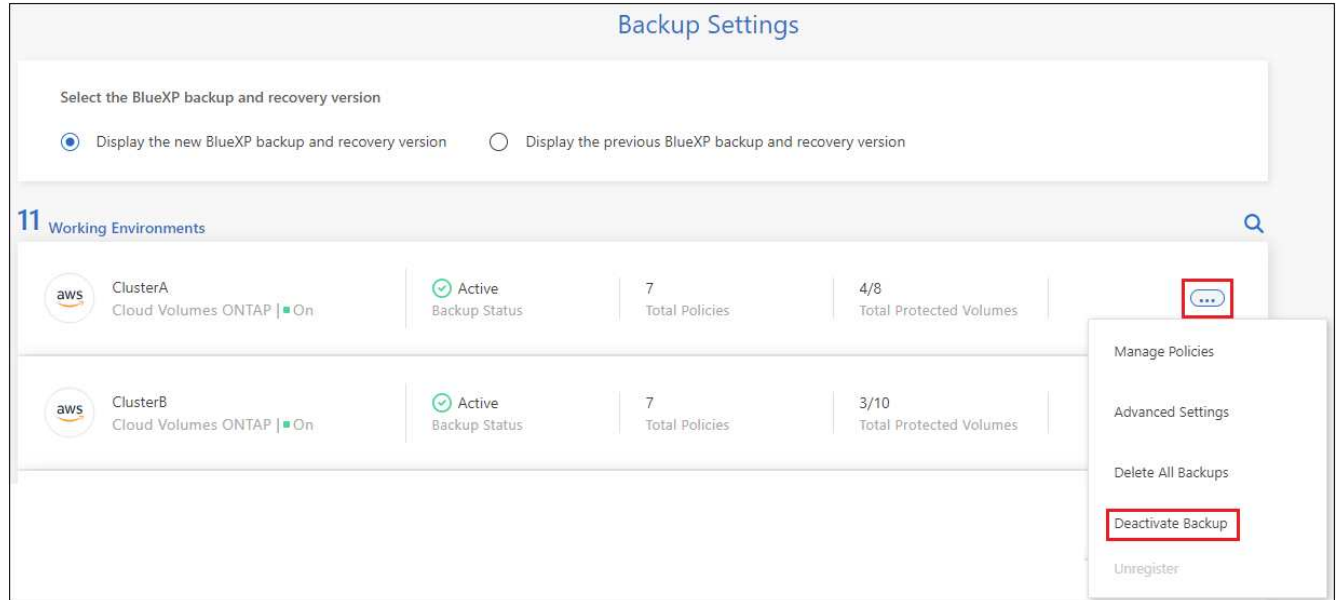 Backup Settings
Select the BlueXP backup and recovery version
Display the new BlueXP backup and recovery version
Display the previous BlueXP backup and recovery version
11 Working Environments
aws
ClusterA
Cloud Volumes ONTAP | On
Active
Backup Status
7
Total Policies
4/8
Total Protected Volumes
...
aws
ClusterB
Cloud Volumes ONTAP | On
Active
Backup Status
7
Total Policies
3/10
Total Protected Volumes
Manage Policies
Advanced Settings
Delete All Backups
Deactivate Backup
Unregister